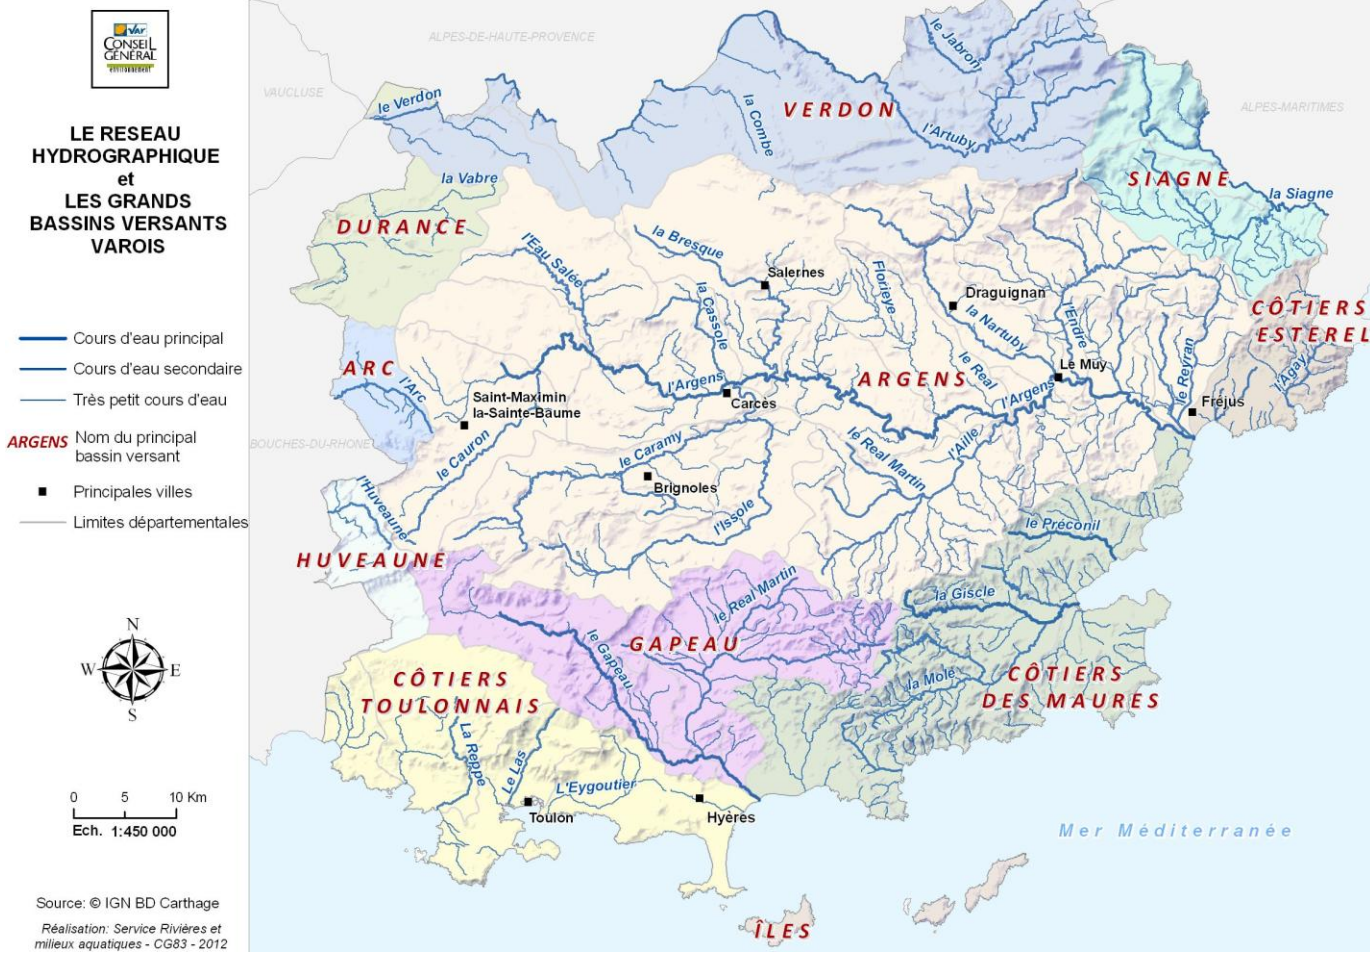 VAR
CONSEIL
GÉNÉRAL
environnement
LE RESEAU
HYDROGRAPHIQUE
et
LES GRANDS
BASSINS VERSANTS
VAROIS
Cours d'eau principal
Cours d'eau secondaire
Très petit cours d'eau
ARGENS Nom du principal
bassin versant
Principales villes
Limites départementales
N
W E
S
0 5 10 Km
Ech. 1:450 000
Source: © IGN BD Carthage
Réalisation: Service Rivières et
milieux aquatiques - CG83 - 2012
ALPES-DE-HAUTE-PROVENCE
VAUCLUSE
ALPES-MARITIMES
BOUCHES-DU-RHONE
le Jabron
le Verdon
la Combe
VERDON
l'Artuby
la Vabre
SIAGNE
la Siagne
DURANCE
l'Eau Salée
la Bresque
Salernes
Florieye
Draguignan
la Cassole
la Nartuby
l'Endre
le Reyran
CÔTIERS
ESTEREL
l'Agay
ARC
l'Arc
l'Argens
Carcès
ARGENS
le Real
l'Argens
Le Muy
Fréjus
Saint-Maximin
la-Sainte-Baume
le Cauron
le Caramy
Brignoles
le Real Martin
l'Aille
l'Issole
l'Huveaune
HUVEAUNE
le Préconil
le Real Martin
la Giscle
le Gapeau
GAPEAU
la Mole
CÔTIERS
DES MAURES
CÔTIERS
TOULONNAIS
La Reppe
Le Las
L'Eygoutier
Toulon
Hyères
Mer Méditerranée
ÎLES